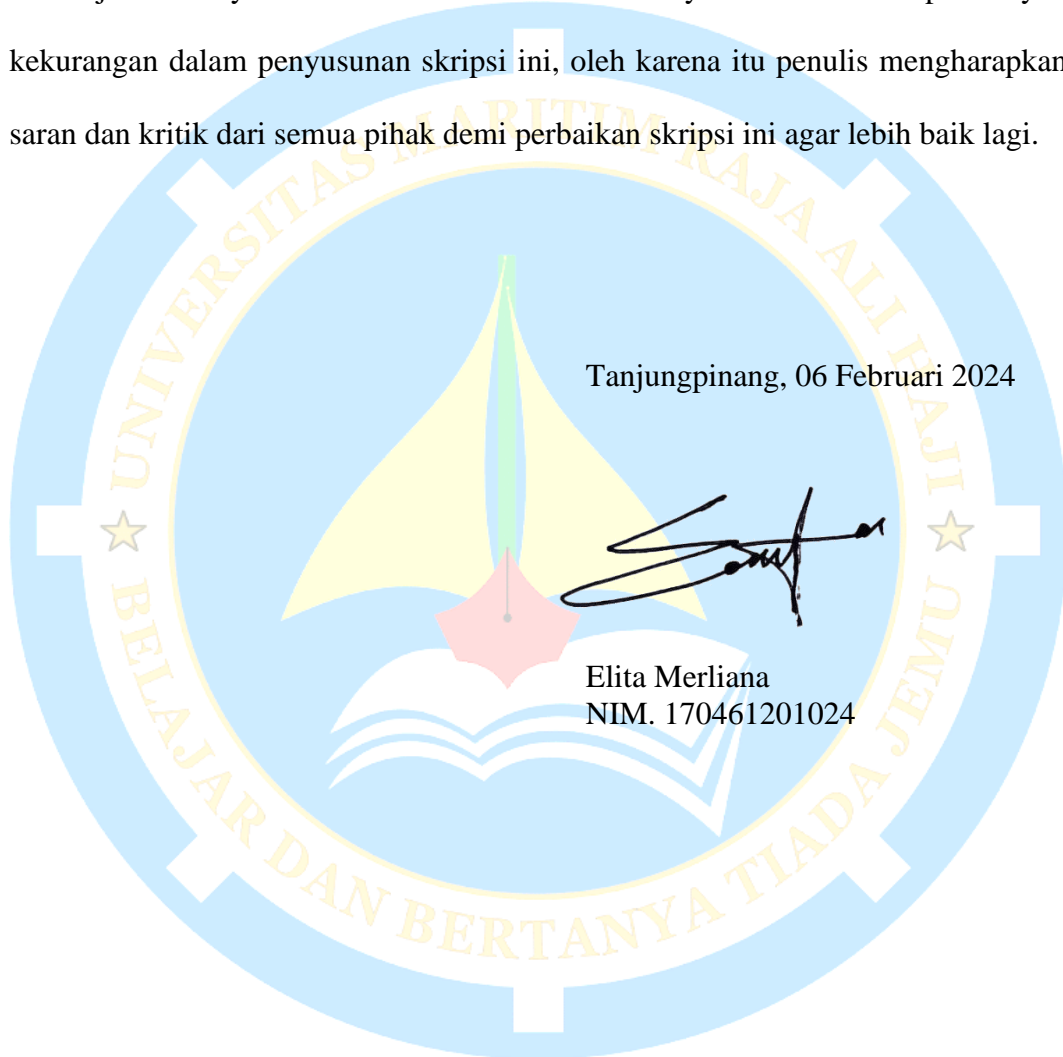 kekurangan dalam penyusunan skripsi ini, oleh karena itu penulis mengharapkan
saran dan kritik dari semua pihak demi perbaikan skripsi ini agar lebih baik lagi.
UNIVERSITAS MARITIM RAJA ALI HAJI
Tanjungpinang, 06 Februari 2024
Elita Merliana
NIM. 170461201024
BELAJAR DAN BERTANYA TIADA JEMU